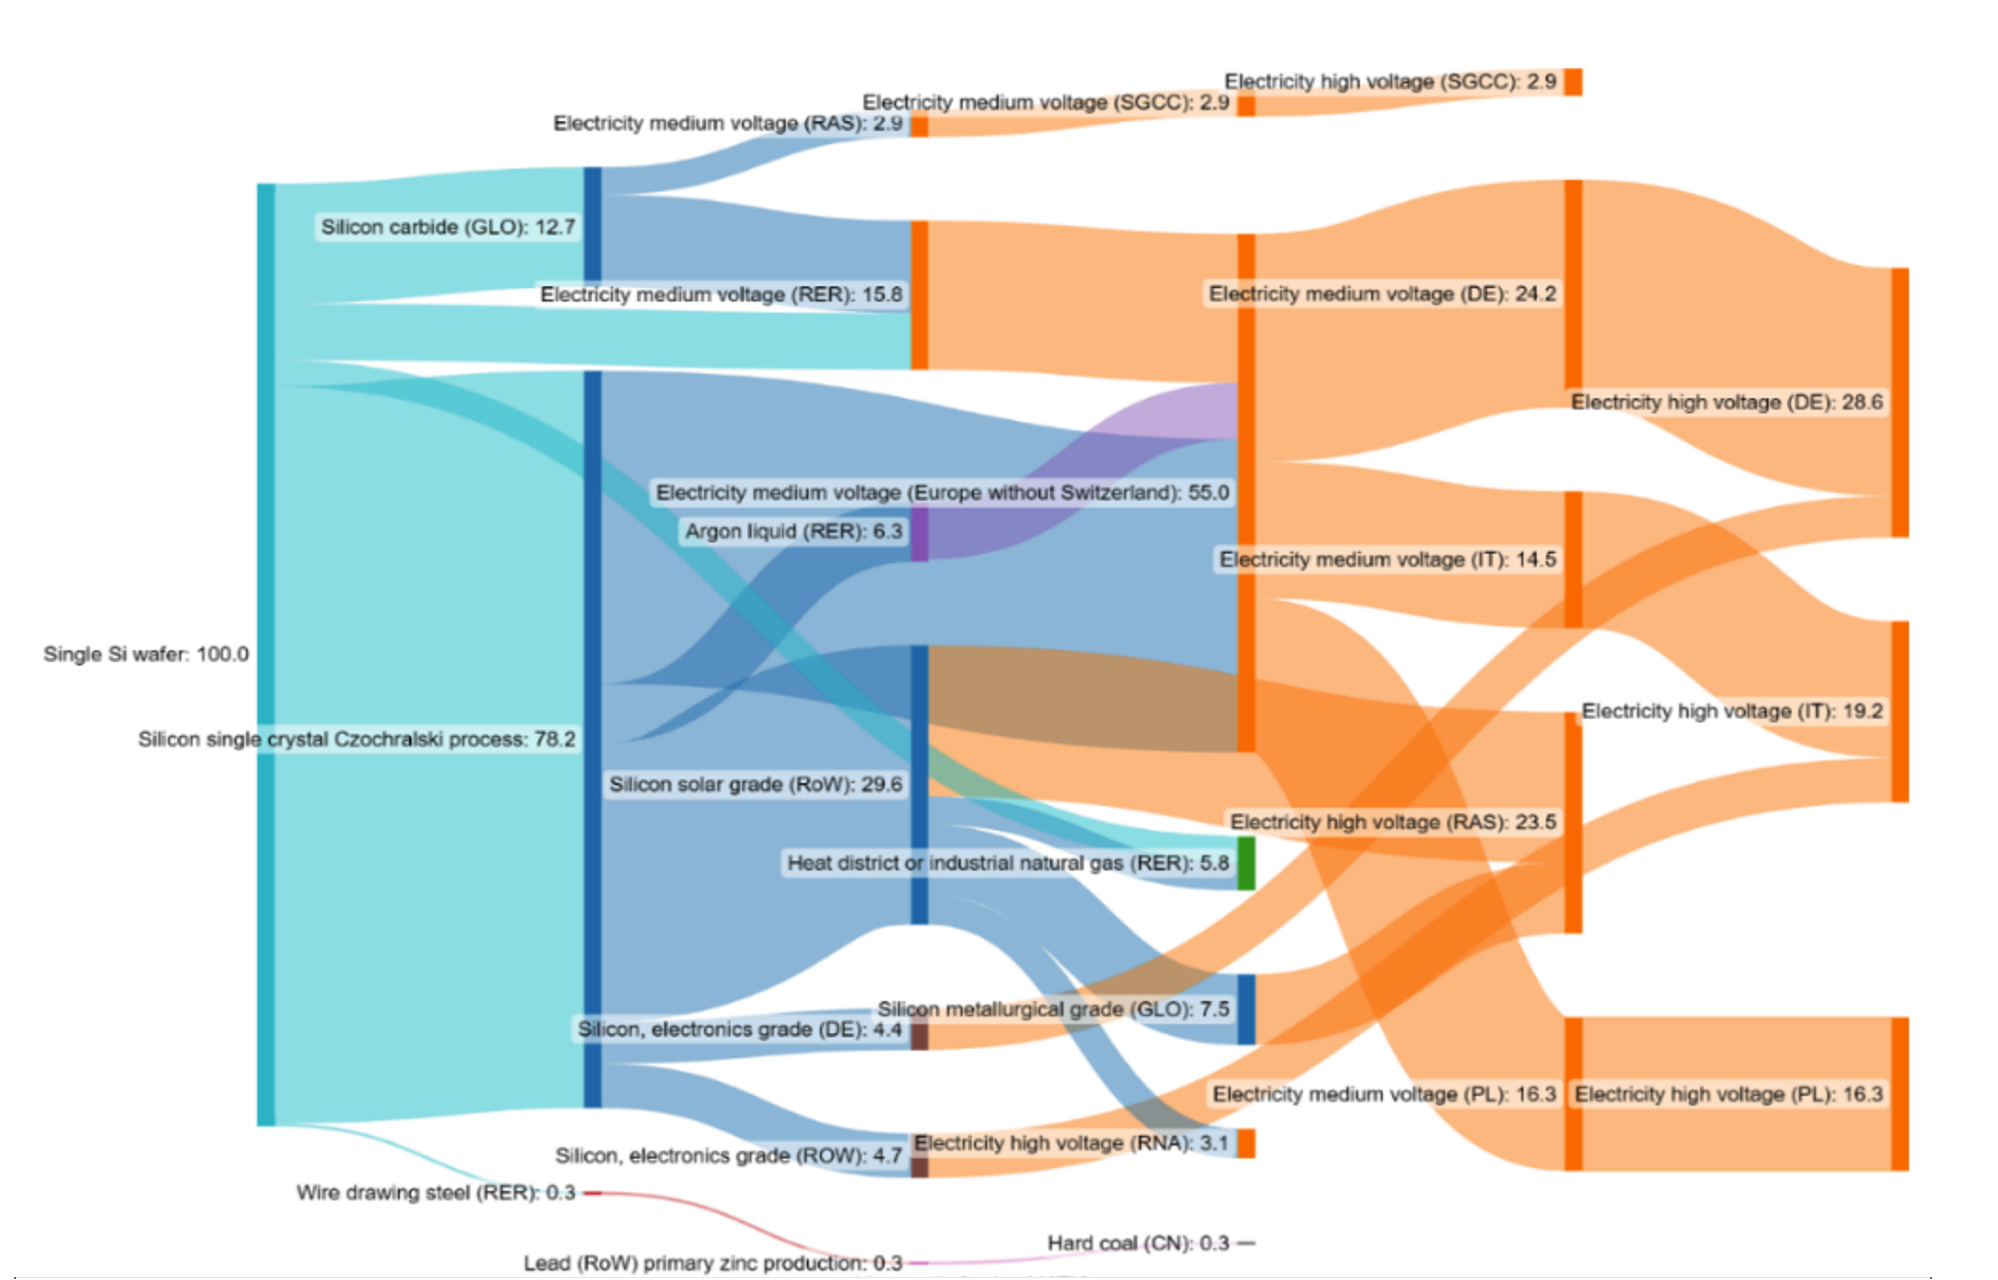 Electricity high voltage (SGCC): 2.9
Electricity medium voltage (SGCC): 2.9
Electricity medium voltage (RAS): 2.9
Silicon carbide (GLO): 12.7
Electricity medium voltage (RER): 15.8
Electricity medium voltage (DE): 24.2
Electricity high voltage (DE): 28.6
Electricity medium voltage (Europe without Switzerland): 55.0
Argon liquid (RER): 6.3
Electricity medium voltage (IT): 14.5
Single Si wafer: 100.0
Electricity high voltage (IT): 19.2
Silicon single crystal Czochralski process: 78.2
Silicon solar grade (RoW): 29.6
Electricity high voltage (RAS): 23.5
Heat district or industrial natural gas (RER): 5.8
Silicon metallurgical grade (GLO): 7.5
Silicon, electronics grade (DE): 4.4
Electricity medium voltage (PL): 16.3
Electricity high voltage (PL): 16.3
Electricity high voltage (RNA): 3.1
Silicon, electronics grade (ROW): 4.7
Wire drawing steel (RER): 0.3
Hard coal (CN): 0.3
Lead (RoW) primary zinc production: 0.3